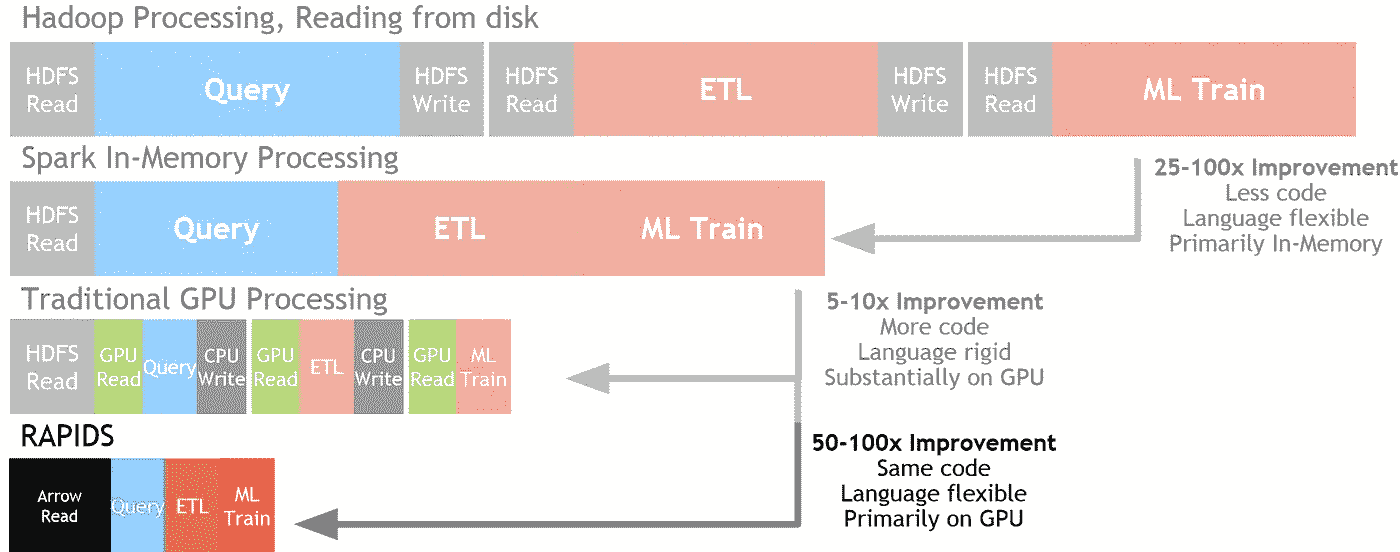 Hadoop Processing, Reading from disk
HDFS Read
Query
HDFS Write
HDFS Read
ETL
HDFS Write
HDFS Read
ML Train
Spark In-Memory Processing
25-100x Improvement
Less code
Language flexible
Primarily In-Memory
HDFS Read
Query
ETL
ML Train
Traditional GPU Processing
5-10x Improvement
More code
Language rigid
Substantially on GPU
HDFS Read
GPU Read
Query
CPU Write
GPU Read
ETL
CPU Write
GPU Read
ML Train
RAPIDS
50-100x Improvement
Same code
Language flexible
Primarily on GPU
Arrow Read
Query
ETL
ML Train